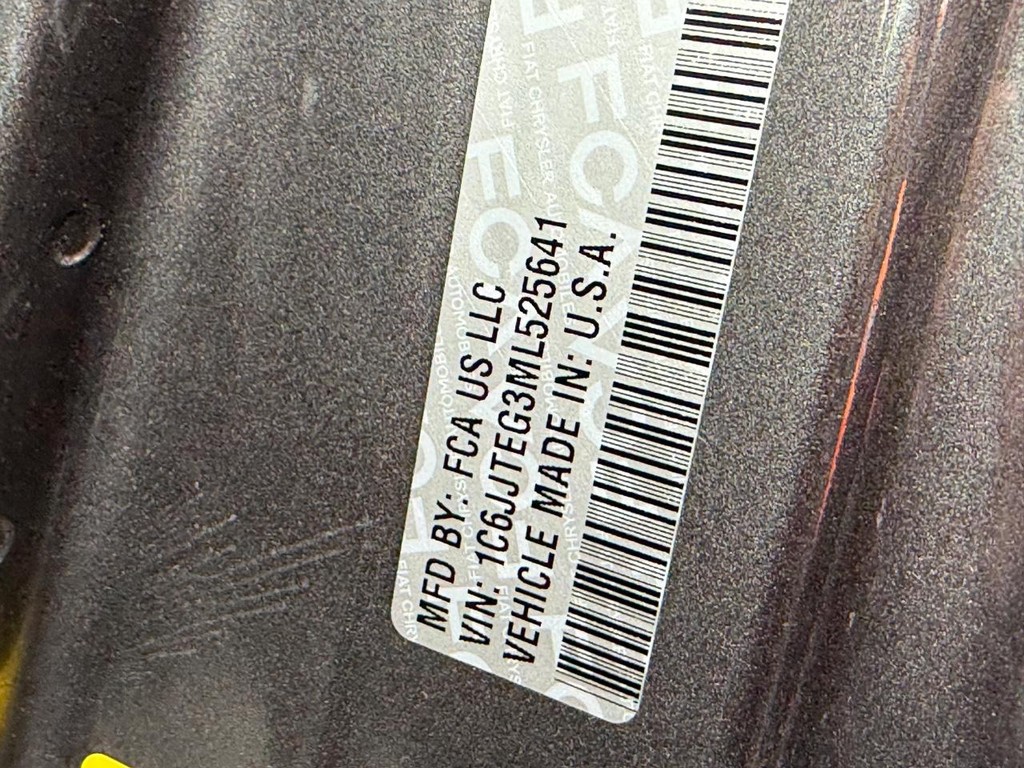 MFD BY: FCA US LLC
VIN: 1C6JJTEG3ML525641
VEHICLE MADE IN: U.S.A.